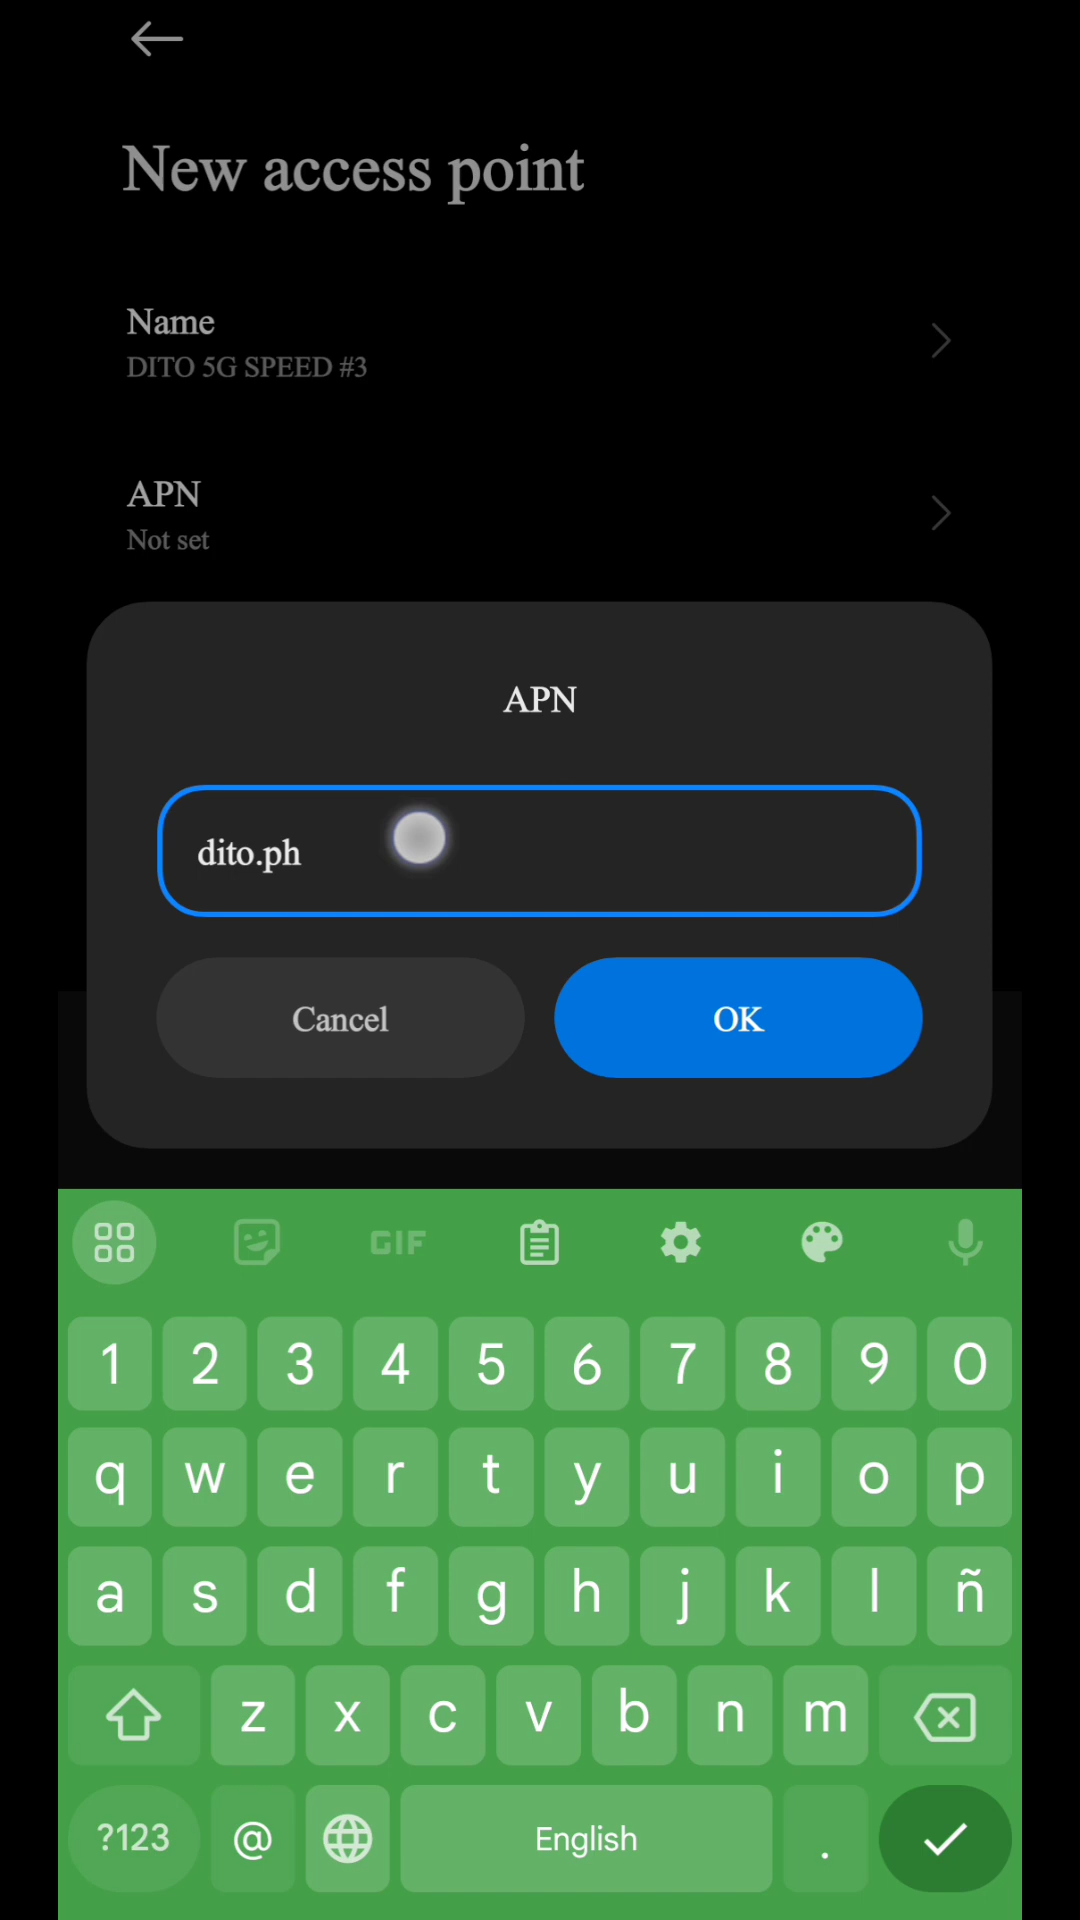 New access point
Name
DITO 5G SPEED #3
APN
Not set
APN
dito.ph
Cancel
OK
GIF
1 2 3 4 5 6 7 8 9 0
q w e r t y u i o p
a s d f g h j k l ñ
z x c v b n m
?123 @ English .